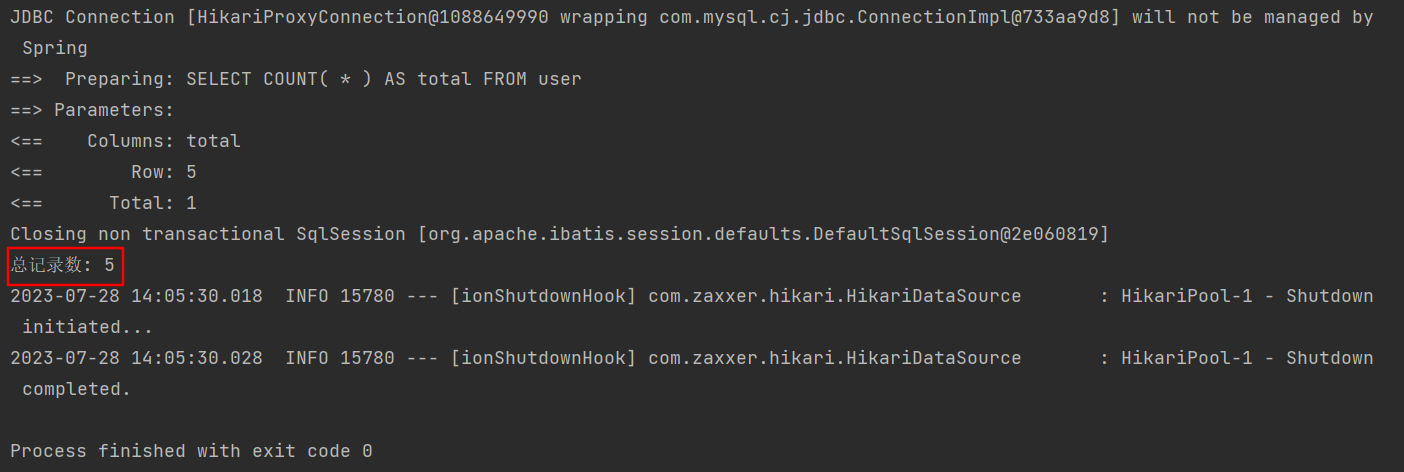 JDBC Connection [HikariProxyConnection@1088649990 wrapping com.mysql.cj.jdbc.ConnectionImpl@733aa9d8] will not be managed by
 Spring
==>  Preparing: SELECT COUNT( * ) AS total FROM user
==> Parameters:
<==    Columns: total
<==        Row: 5
<==      Total: 1
Closing non transactional SqlSession [org.apache.ibatis.session.defaults.DefaultSqlSession@2e060819]
总记录数: 5
2023-07-28 14:05:30.018  INFO 15780 --- [ionShutdownHook] com.zaxxer.hikari.HikariDataSource       : HikariPool-1 - Shutdown
 initiated...
2023-07-28 14:05:30.028  INFO 15780 --- [ionShutdownHook] com.zaxxer.hikari.HikariDataSource       : HikariPool-1 - Shutdown
 completed.
Process finished with exit code 0